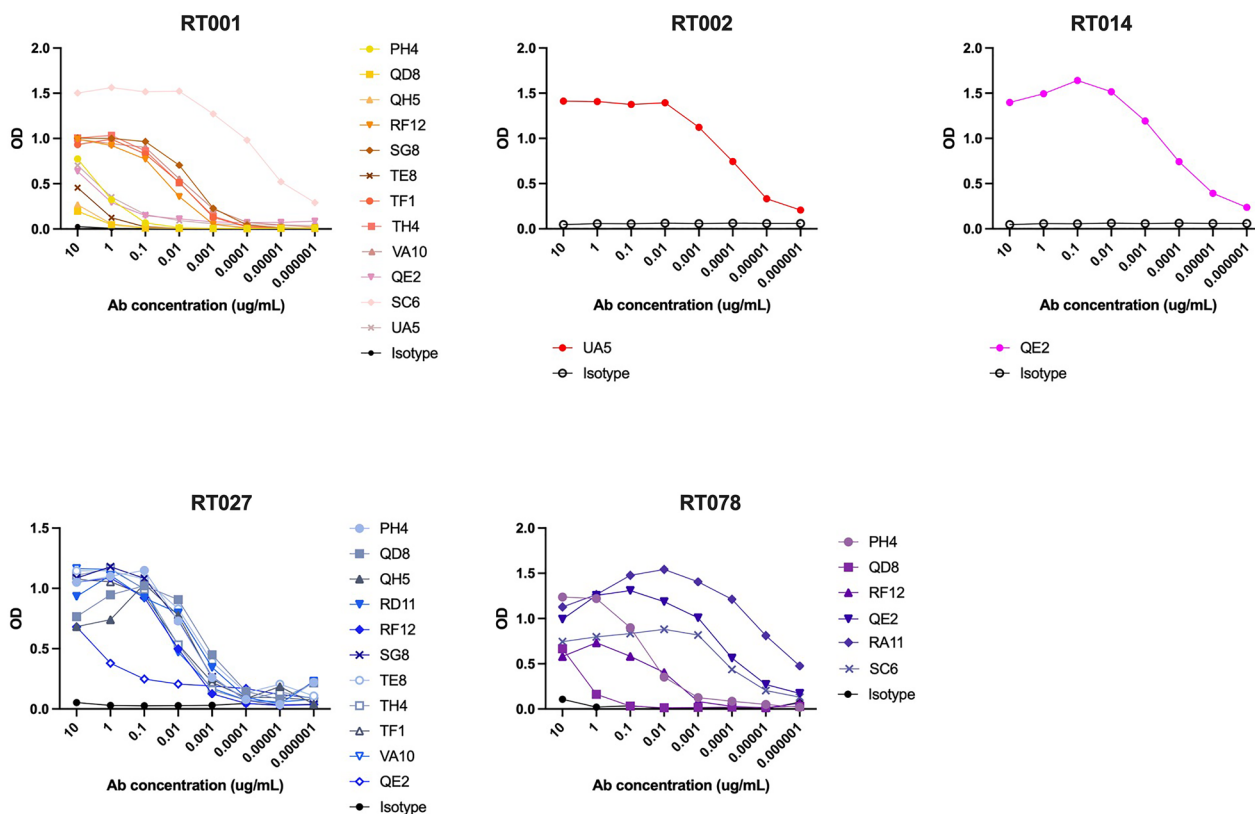 RT001
2.0
1.5
1.0
0.5
0.0
OD
10
1
0.1
0.01
0.001
0.0001
0.00001
0.000001
Ab concentration (ug/mL)
PH4
QD8
QH5
RF12
SG8
TE8
TF1
TH4
VA10
QE2
SC6
UA5
Isotype
RT002
2.0
1.5
1.0
0.5
0.0
OD
10
1
0.1
0.01
0.001
0.0001
0.00001
0.000001
Ab concentration (ug/mL)
UA5
Isotype
RT014
2.0
1.5
1.0
0.5
0.0
OD
10
1
0.1
0.01
0.001
0.0001
0.00001
0.000001
Ab concentration (ug/mL)
QE2
Isotype
RT027
1.5
1.0
0.5
0.0
OD
10
1
0.1
0.01
0.001
0.0001
0.00001
0.000001
Ab concentration (ug/mL)
PH4
QD8
QH5
RD11
RF12
SG8
TE8
TH4
TF1
VA10
QE2
Isotype
RT078
2.0
1.5
1.0
0.5
0.0
OD
10
1
0.1
0.01
0.001
0.0001
0.00001
0.000001
Ab concentration (ug/mL)
PH4
QD8
RF12
QE2
RA11
SC6
Isotype